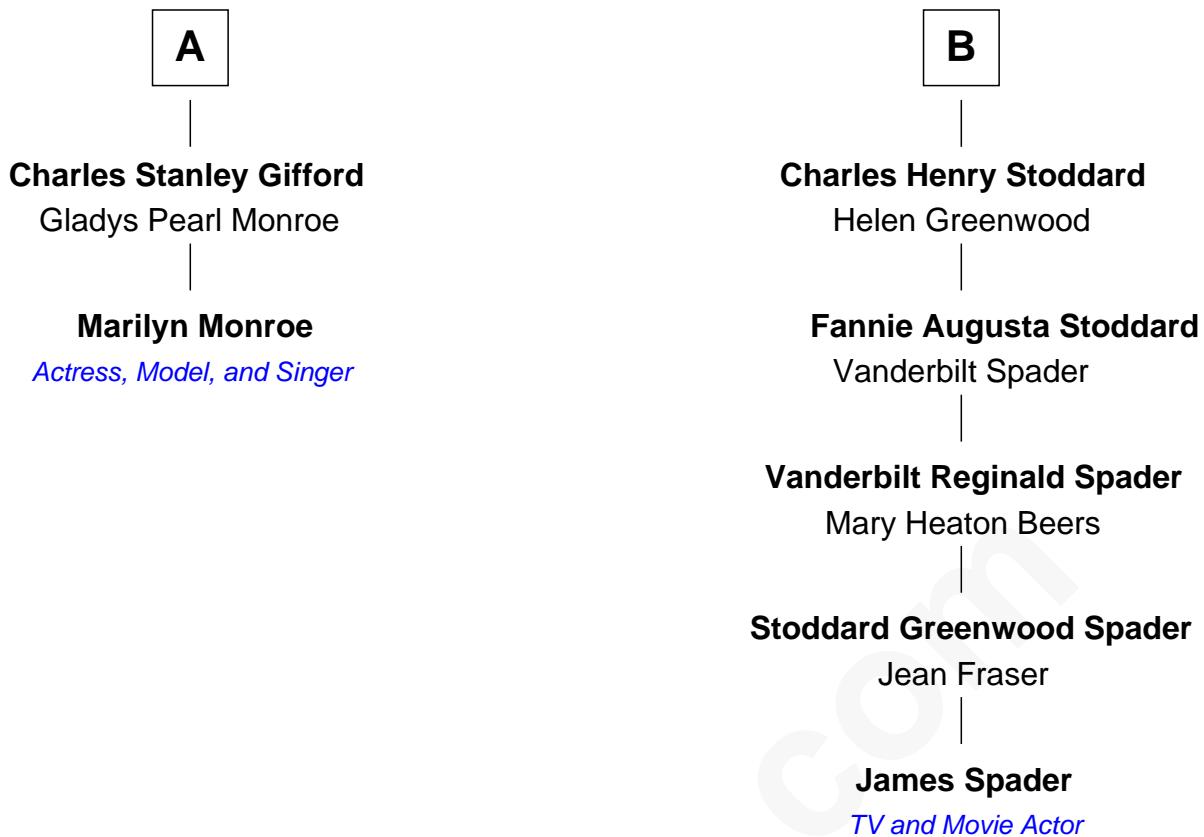 A
Charles Stanley Gifford
Gladys Pearl Monroe
Marilyn Monroe
Actress, Model, and Singer
B
Charles Henry Stoddard
Helen Greenwood
Fannie Augusta Stoddard
Vanderbilt Spader
Vanderbilt Reginald Spader
Mary Heaton Beers
Stoddard Greenwood Spader
Jean Fraser
James Spader
TV and Movie Actor
com